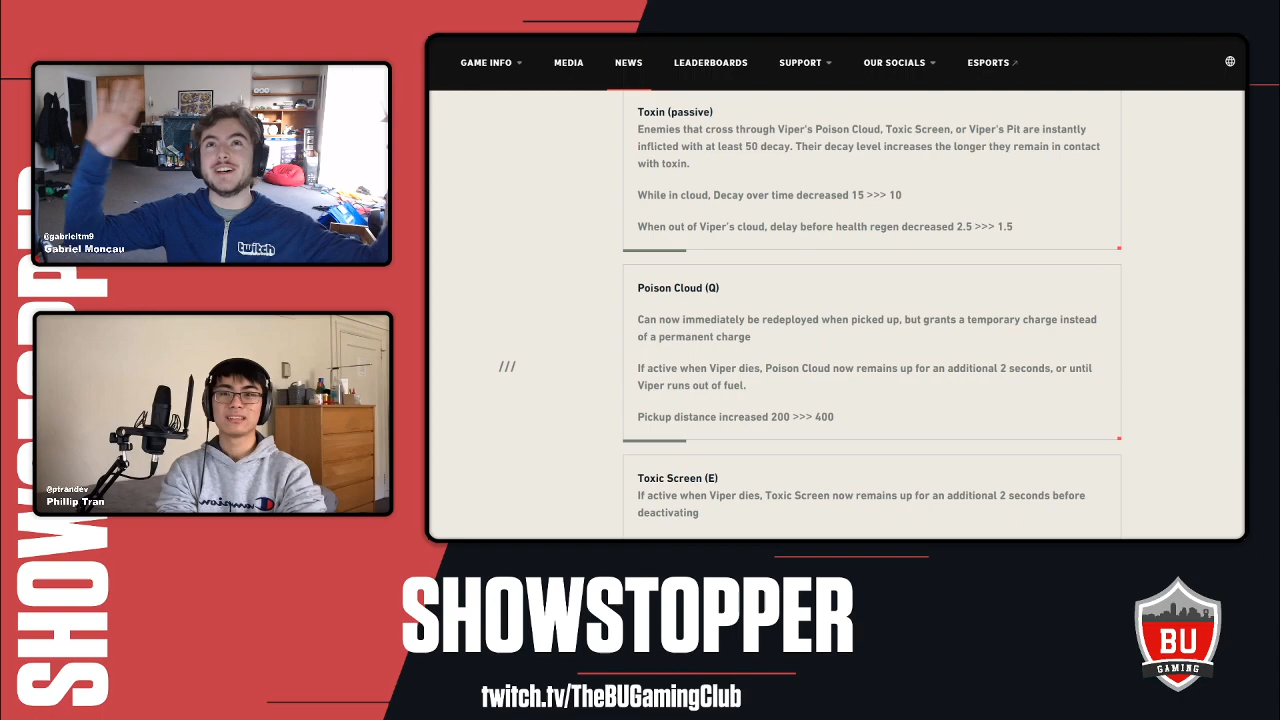 GAME INFO MEDIA NEWS LEADERBOARDS SUPPORT OUR SOCIALS ESPORTS
Toxin (passive)
Enemies that cross through Viper's Poison Cloud, Toxic Screen, or Viper's Pit are instantly
inflicted with at least 50 decay. Their decay level increases the longer they remain in contact
with toxin.
While in cloud, Decay over time decreased 15 >>> 10
When out of Viper's cloud, delay before health regen decreased 2.5 >>> 1.5
Poison Cloud (Q)
Can now immediately be redeployed when picked up, but grants a temporary charge instead
of a permanent charge
///
If active when Viper dies, Poison Cloud now remains up for an additional 2 seconds, or until
Viper runs out of fuel.
Pickup distance increased 200 >>> 400
Toxic Screen (E)
If active when Viper dies, Toxic Screen now remains up for an additional 2 seconds before
deactivating
twitch
@gabrieltm9
Gabriel Moncau
Champion
@ptrandev
Phillip Tran
SHOWSTOPPER
SHOWSTOPPER
twitch.tv/TheBUGamingClub
BU
GAMING